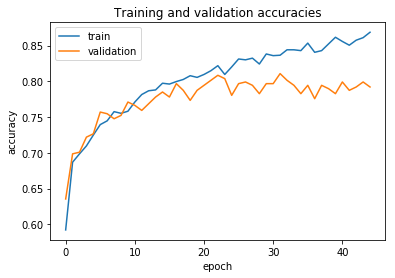 Training and validation accuracies
train
validation
accuracy
0.85
0.80
0.75
0.70
0.65
0.60
0 10 20 30 40
epoch